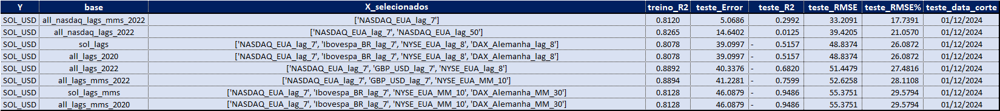 Y base X_selecionados treino_R2 teste_Error teste_R2 teste_RMSE teste_RMSE% teste_data_corte
SOL_USD all_nasdaq_lags_mms_2022 ['NASDAQ_EUA_lag_7'] 0.8120 5.0686 0.2992 33.2091 17.7391 01/12/2024
SOL_USD all_nasdaq_lags_2022 ['NASDAQ_EUA_lag_7', 'NASDAQ_EUA_lag_50'] 0.8265 14.6402 0.0125 39.4205 21.0570 01/12/2024
SOL_USD sol_lags ['NASDAQ_EUA_lag_7', 'Ibovespa_BR_lag_7', 'NYSE_EUA_lag_8', 'DAX_Alemanha_lag_8'] 0.8078 39.0997 - 0.5157 48.8374 26.0872 01/12/2024
SOL_USD all_lags_2020 ['NASDAQ_EUA_lag_7', 'Ibovespa_BR_lag_7', 'NYSE_EUA_lag_8', 'DAX_Alemanha_lag_8'] 0.8078 39.0997 - 0.5157 48.8374 26.0872 01/12/2024
SOL_USD all_lags_2022 ['NASDAQ_EUA_lag_7', 'GBP_USD_lag_7', 'NYSE_EUA_lag_8'] 0.8892 40.3376 - 0.6820 51.4479 27.4816 01/12/2024
SOL_USD all_lags_mms_2022 ['NASDAQ_EUA_lag_7', 'GBP_USD_lag_7', 'NYSE_EUA_MM_10'] 0.8894 41.2281 - 0.7599 52.6258 28.1108 01/12/2024
SOL_USD sol_lags_mms ['NASDAQ_EUA_lag_7', 'Ibovespa_BR_lag_7', 'NYSE_EUA_MM_10', 'DAX_Alemanha_MM_30'] 0.8128 46.0879 - 0.9486 55.3751 29.5794 01/12/2024
SOL_USD all_lags_mms_2020 ['NASDAQ_EUA_lag_7', 'Ibovespa_BR_lag_7', 'NYSE_EUA_MM_10', 'DAX_Alemanha_MM_30'] 0.8128 46.0879 - 0.9486 55.3751 29.5794 01/12/2024